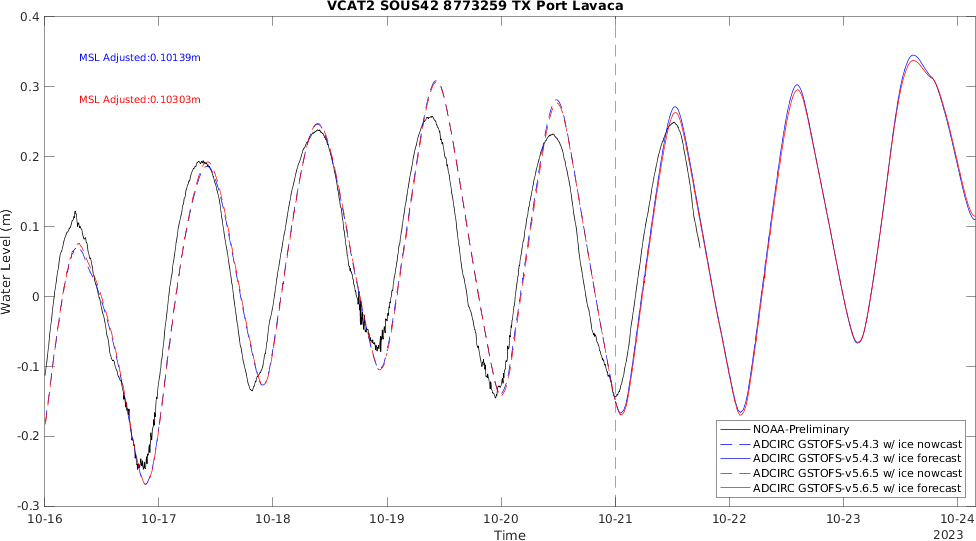 VCAT2 SOUS42 8773259 TX Port Lavaca
0.4
0.3
0.2
0.1
0
-0.1
-0.2
-0.3
Water Level (m)
MSL Adjusted:0.10139m
MSL Adjusted:0.10303m
NOAA-Preliminary
ADCIRC GSTOFS-v5.4.3 w/ ice nowcast
ADCIRC GSTOFS-v5.4.3 w/ ice forecast
ADCIRC GSTOFS-v5.6.5 w/ ice nowcast
ADCIRC GSTOFS-v5.6.5 w/ ice forecast
10-16 10-17 10-18 10-19 10-20 10-21 10-22 10-23 10-24
Time
2023